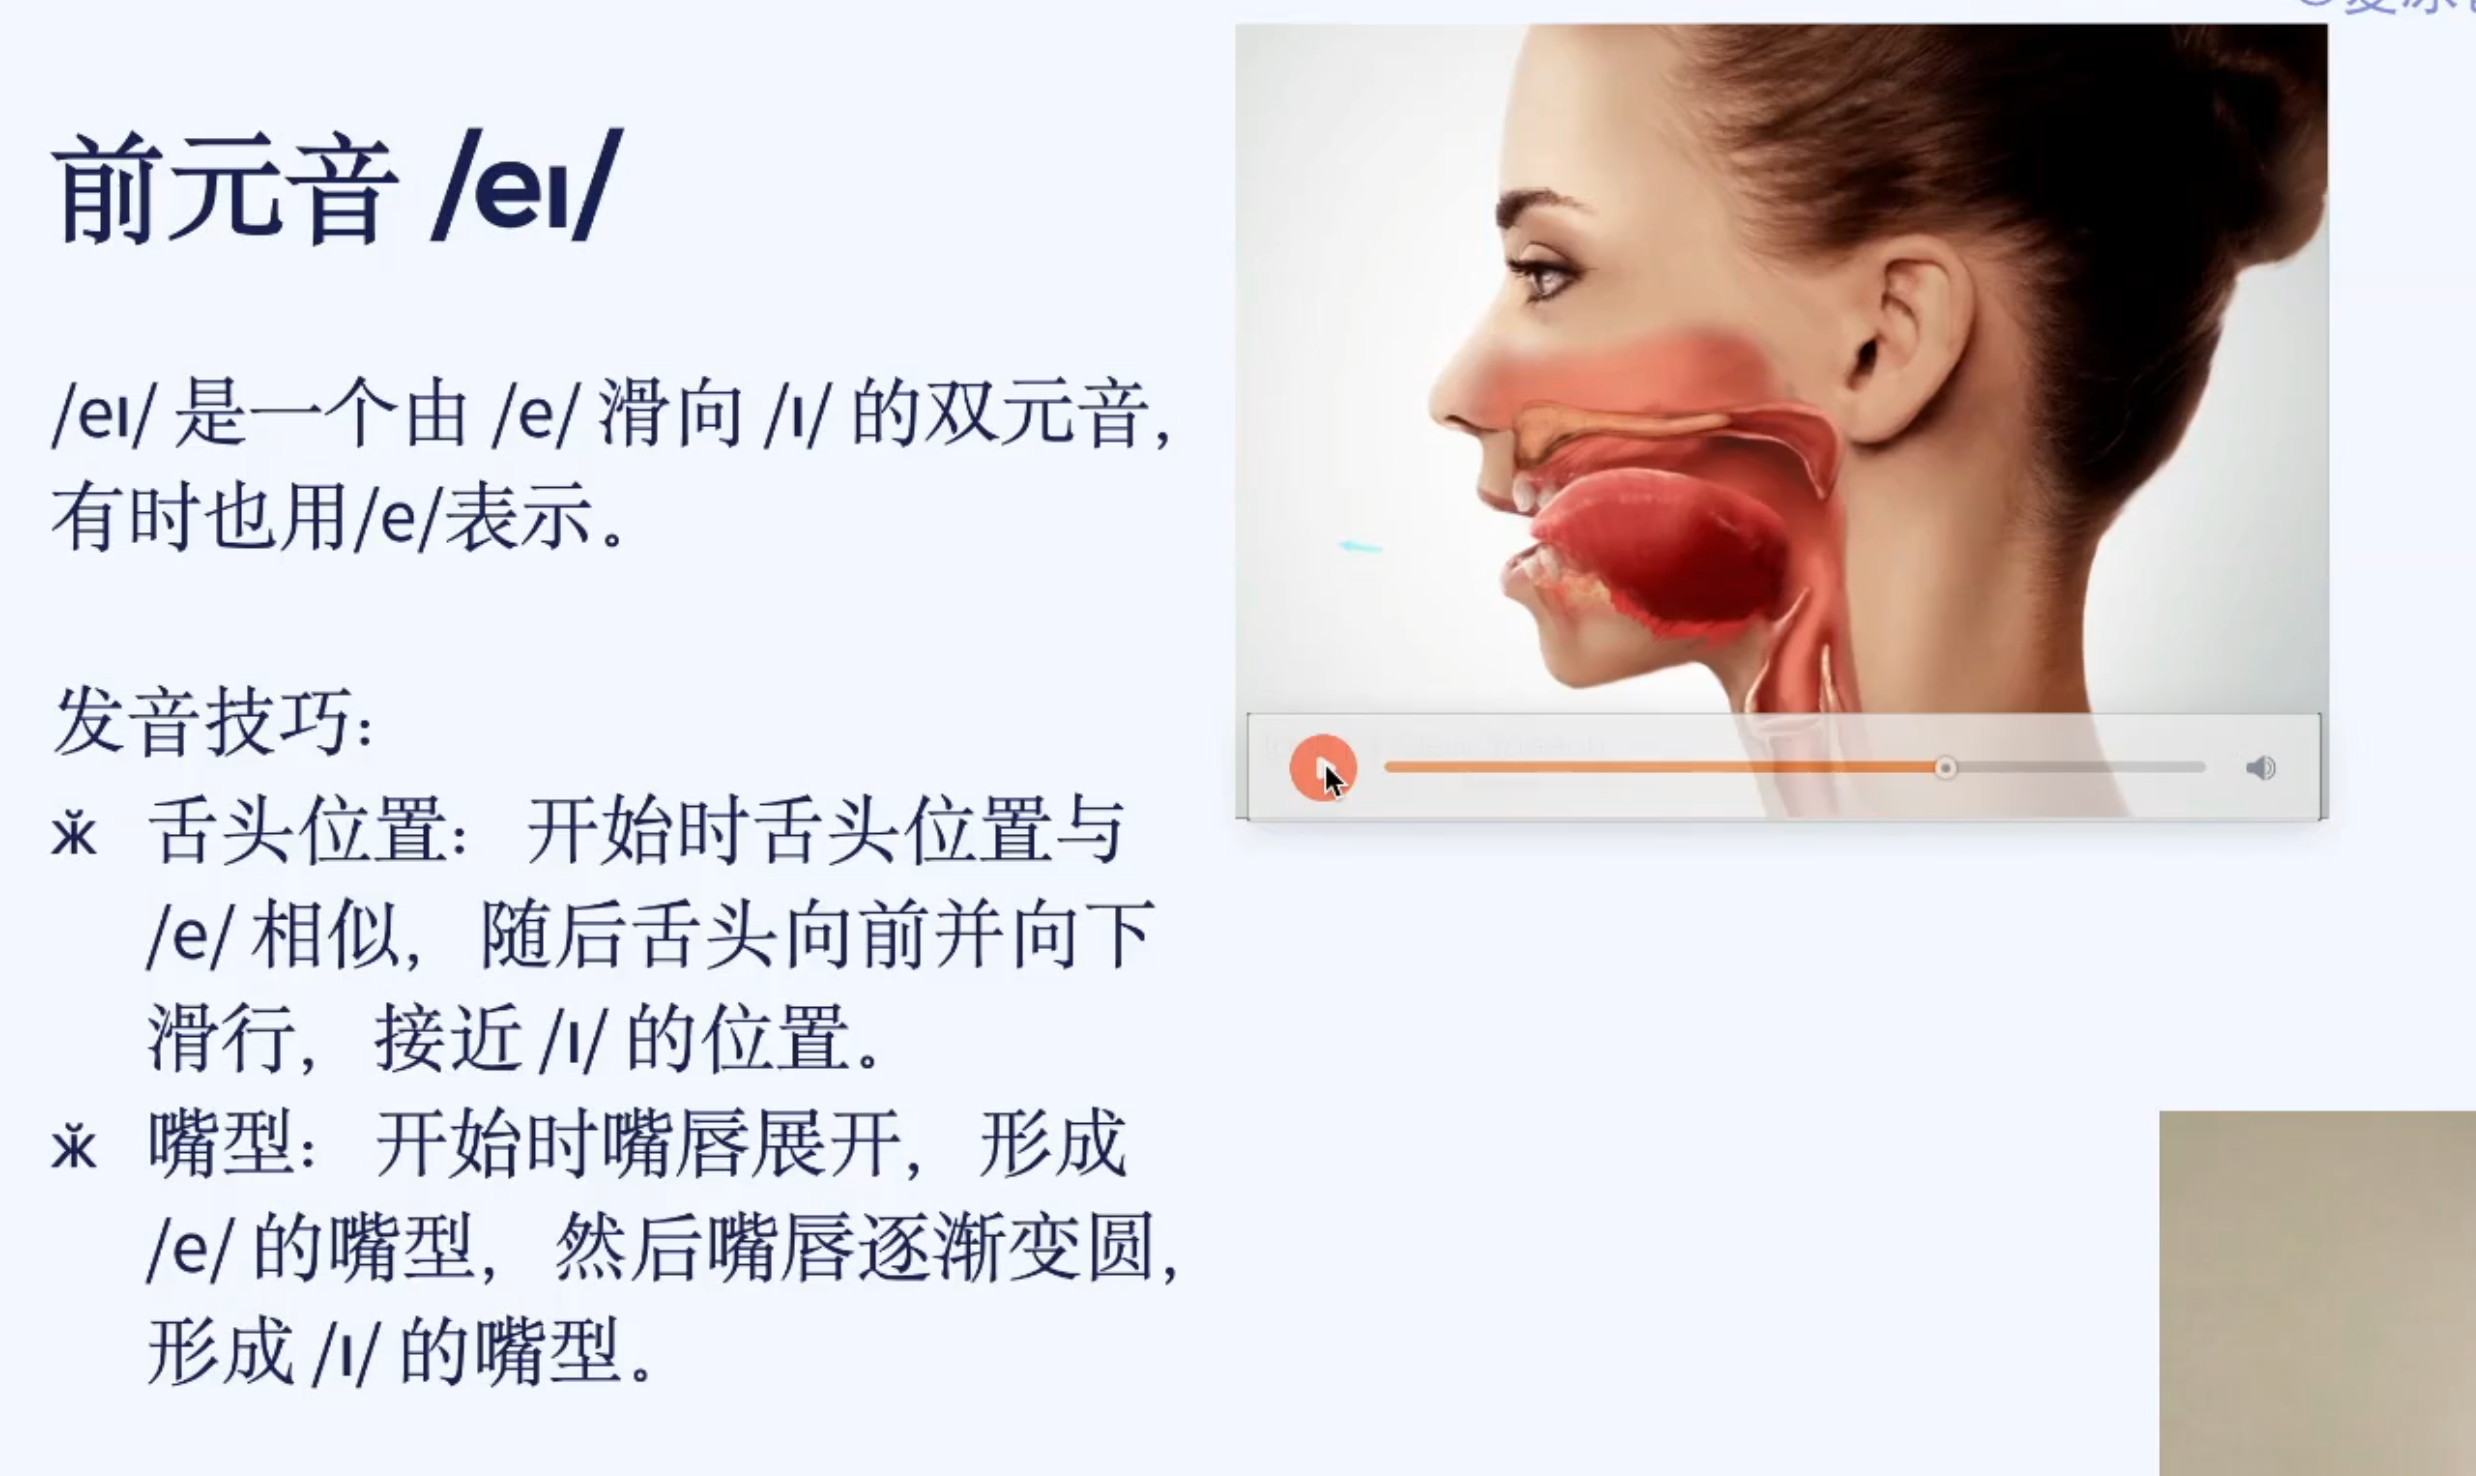 前元音 /eɪ/
/eɪ/ 是一个由 /e/ 滑向 /ɪ/ 的双元音，
有时也用/e/表示。
发音技巧：
ӝ 舌头位置： 开始时舌头位置与
/e/ 相似， 随后舌头向前并向下
滑行， 接近 /ɪ/ 的位置。
ӝ 嘴型： 开始时嘴唇展开， 形成
/e/ 的嘴型， 然后嘴唇逐渐变圆，
形成 /ɪ/ 的嘴型。